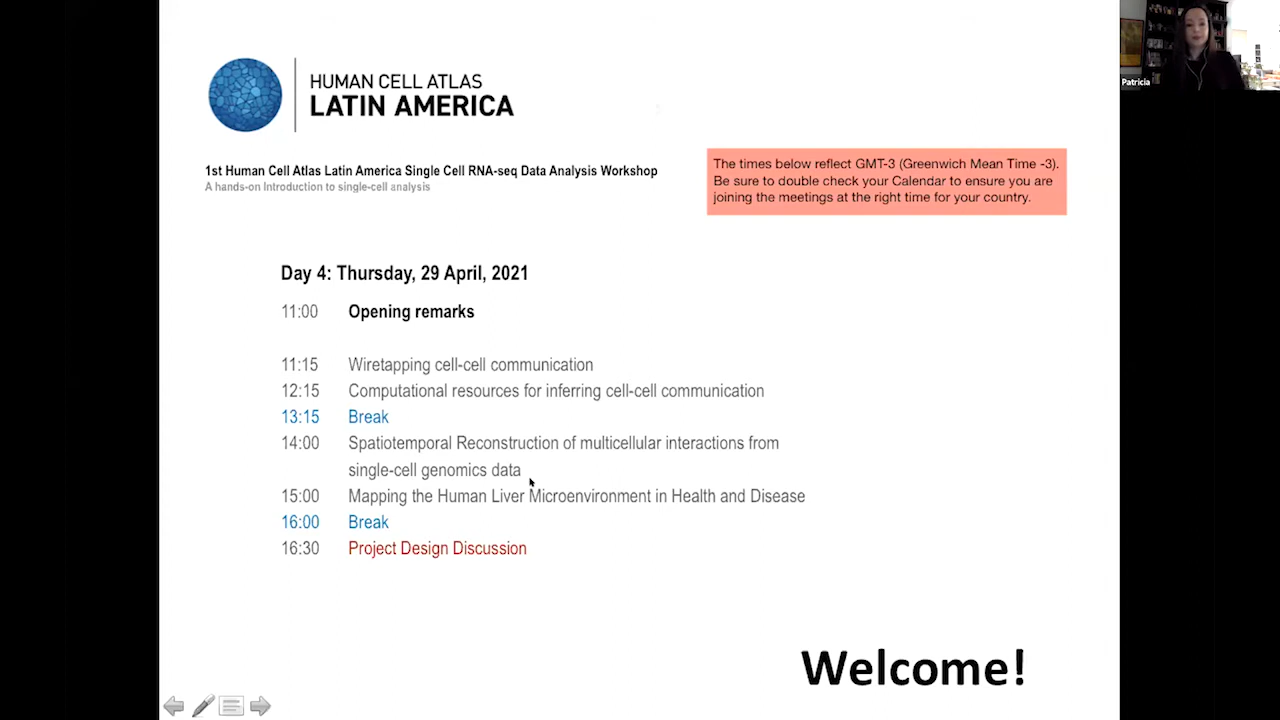 HUMAN CELL ATLAS
LATIN AMERICA
Patricia
1st Human Cell Atlas Latin America Single Cell RNA-seq Data Analysis Workshop
A hands-on Introduction to single-cell analysis
The times below reflect GMT-3 (Greenwich Mean Time -3).
Be sure to double check your Calendar to ensure you are
joining the meetings at the right time for your country.
Day 4: Thursday, 29 April, 2021
11:00 Opening remarks
11:15 Wiretapping cell-cell communication
12:15 Computational resources for inferring cell-cell communication
13:15 Break
14:00 Spatiotemporal Reconstruction of multicellular interactions from
single-cell genomics data
15:00 Mapping the Human Liver Microenvironment in Health and Disease
16:00 Break
16:30 Project Design Discussion
Welcome!